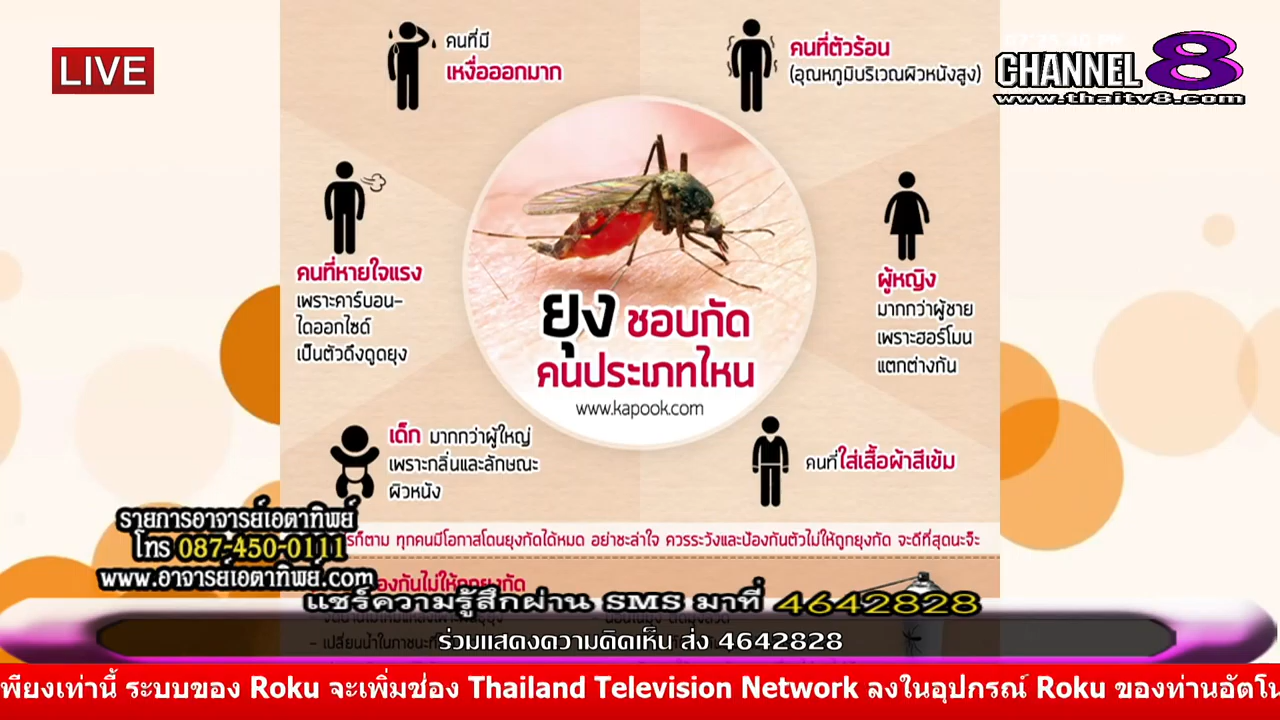 LIVE
CHANNEL 8
www.thaitv8.com
คนที่มี
เหงื่อออกมาก
คนที่ตัวร้อน
(อุณหภูมิบริเวณผิวหนังสูง)
คนที่หายใจแรง
เพราะคาร์บอน-
ไดออกไซด์
เป็นตัวดึงดูดยุง
ผู้หญิง
มากกว่าผู้ชาย
เพราะฮอร์โมน
แตกต่างกัน
ยุง ชอบกัด
คนประเภทไหน
www.kapook.com
เด็ก มากกว่าผู้ใหญ่
เพราะกลิ่นและลักษณะ
ผิวหนัง
คนที่ใส่เสื้อผ้าสีเข้ม
รายการอาจารย์เอตาทิพย์
โทร 087-450-0111
www.อาจารย์เอตาทิพย์.com
ทุกคนมีโอกาสโดนยุงกัดได้หมด อย่าชะล่าใจ ควรระวังและป้องกันตัวไม่ให้ถูกยุงกัด จะดีที่สุดนะจ๊ะ
แชร์ความรู้สึกผ่าน SMS มาที่ 4642828
ร่วมแสดงความคิดเห็น ส่ง 4642828
พียงเท่านี้ ระบบของ Roku จะเพิ่มช่อง Thailand Television Network ลงในอุปกรณ์ Roku ของท่านอัตโน